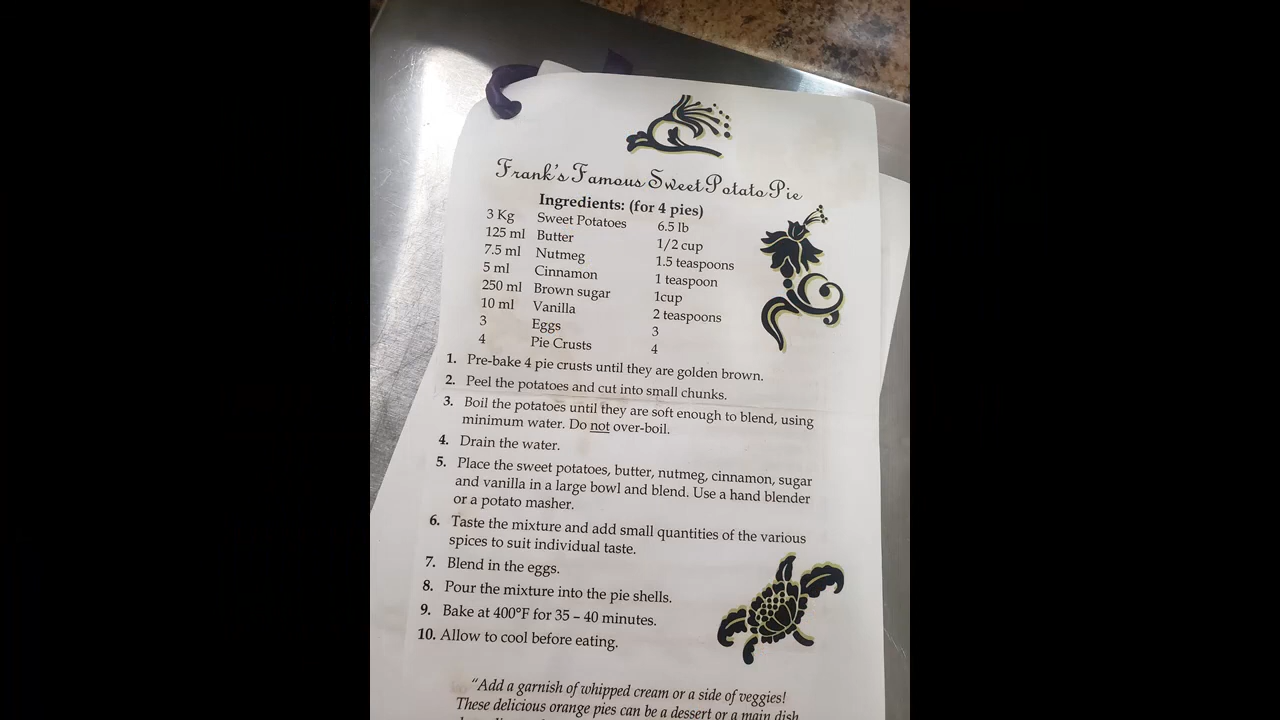 Frank's Famous Sweet Potato Pie
Ingredients: (for 4 pies)
3 Kg Sweet Potatoes 6.5 lb
125 ml Butter 1/2 cup
7.5 ml Nutmeg 1.5 teaspoons
5 ml Cinnamon 1 teaspoon
250 ml Brown sugar 1cup
10 ml Vanilla 2 teaspoons
3 Eggs 3
4 Pie Crusts 4
1. Pre-bake 4 pie crusts until they are golden brown.
2. Peel the potatoes and cut into small chunks.
3. Boil the potatoes until they are soft enough to blend, using
minimum water. Do not over-boil.
4. Drain the water.
5. Place the sweet potatoes, butter, nutmeg, cinnamon, sugar
and vanilla in a large bowl and blend. Use a hand blender
or a potato masher.
6. Taste the mixture and add small quantities of the various
spices to suit individual taste.
7. Blend in the eggs.
8. Pour the mixture into the pie shells.
9. Bake at 400°F for 35 – 40 minutes.
10. Allow to cool before eating.
"Add a garnish of whipped cream or a side of veggies!
These delicious orange pies can be a dessert or a main dish